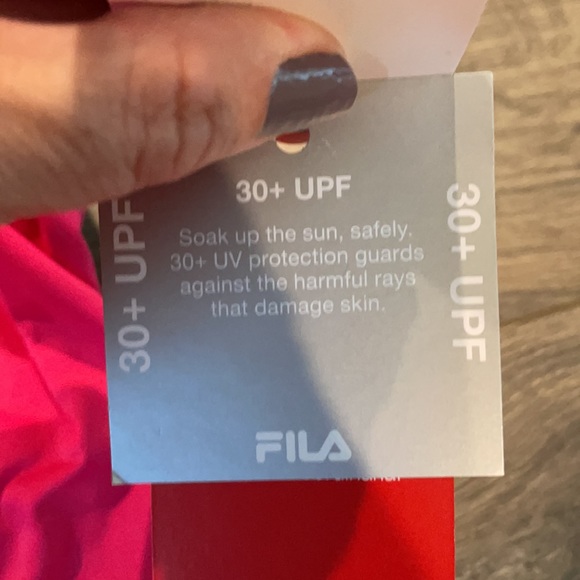 30+ UPF
Soak up the sun, safely.
30+ UV protection guards
against the harmful rays
that damage skin.
30+ UPF
30+ UPF
FILA